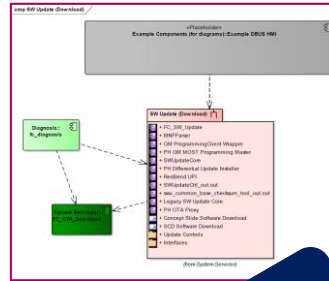 cmp SW Update (Download)
«Placeholder»
Example Components (for diagrams)::Example DBUS HMI
Diagnosis::
fc_diagnosis
SW Update (Download)
FC_SW_Update
MNFParser
GM ProgrammingClient Wrapper
PH GM MOST Programming Master
SWUpdateCore
PH Differential Update Installer
RedBend UPI
SWUpdateCtrl_out.out
swu_common_base_checksum_tool_out.out
Legacy SW Update Core
PH OTA Proxy
Concept Slide Software Download
SCD Software Download
Update Controls
Interfaces
System Services::
FC_OTA_Download
(from System Services)